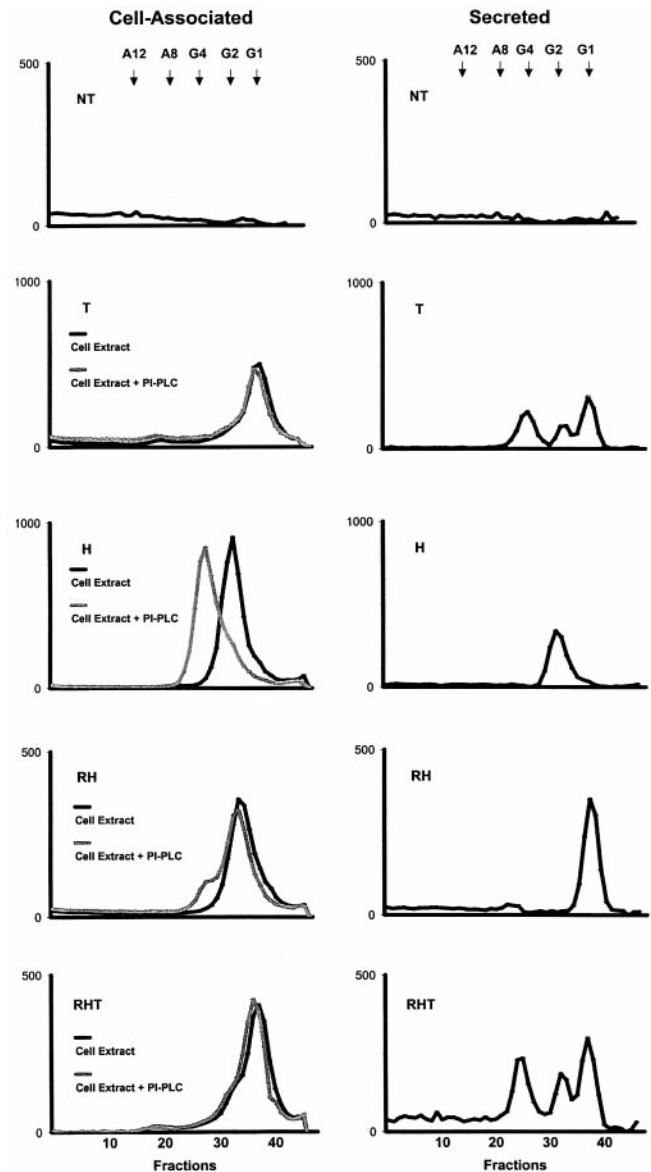 Cell-Associated
Secreted
A12 A8 G4 G2 G1
A12 A8 G4 G2 G1
500
NT
0
500
NT
0
1000
T
Cell Extract
Cell Extract + PI-PLC
0
1000
T
0
1000
H
Cell Extract
Cell Extract + PI-PLC
0
1000
H
0
500
RH
Cell Extract
Cell Extract + PI-PLC
0
500
RH
0
500
RHT
Cell Extract
Cell Extract + PI-PLC
0
10 20 30 40
Fractions
500
RHT
0
10 20 30 40
Fractions